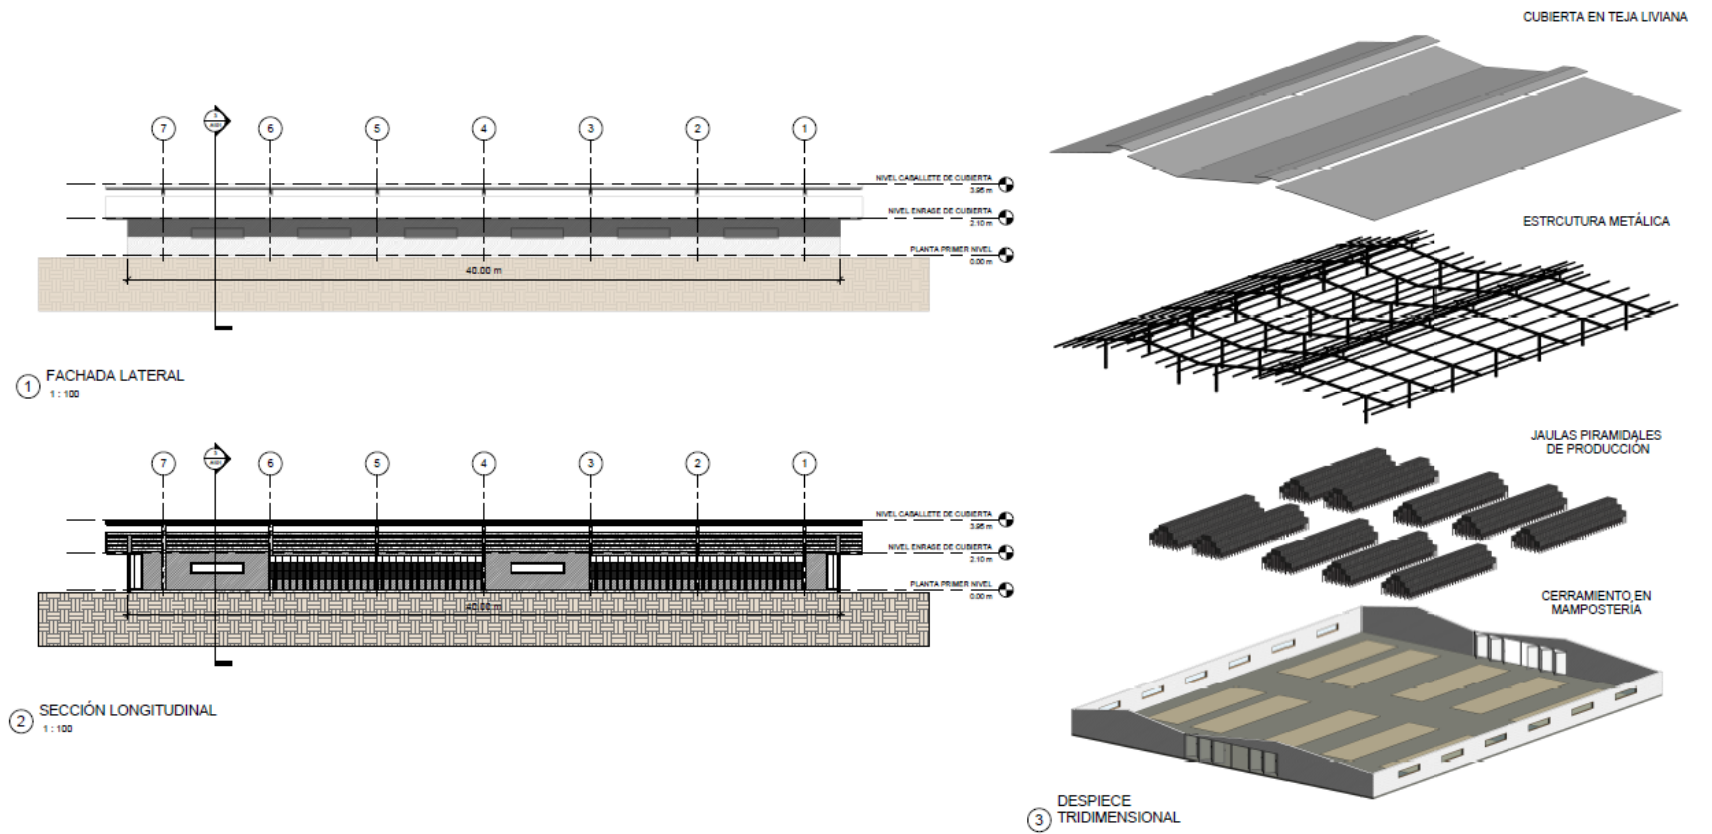 7
6
5
4
3
2
1
NIVEL CABALLETE DE CUBIERTA
3.95 m
NIVEL ENRASE DE CUBIERTA
2.10 m
PLANTA PRIMER NIVEL
0.00 m
40.00 m
1
FACHADA LATERAL
1 : 100
7
6
5
4
3
2
1
NIVEL CABALLETE DE CUBIERTA
3.95 m
NIVEL ENRASE DE CUBIERTA
2.10 m
PLANTA PRIMER NIVEL
0.00 m
40.00 m
2
SECCIÓN LONGITUDINAL
1 : 100
CUBIERTA EN TEJA LIVIANA
ESTRCUTURA METÁLICA
JAULAS PIRAMIDALES
DE PRODUCCIÓN
CERRAMIENTO EN
MAMPOSTERÍA
3
DESPIECE
TRIDIMENSIONAL